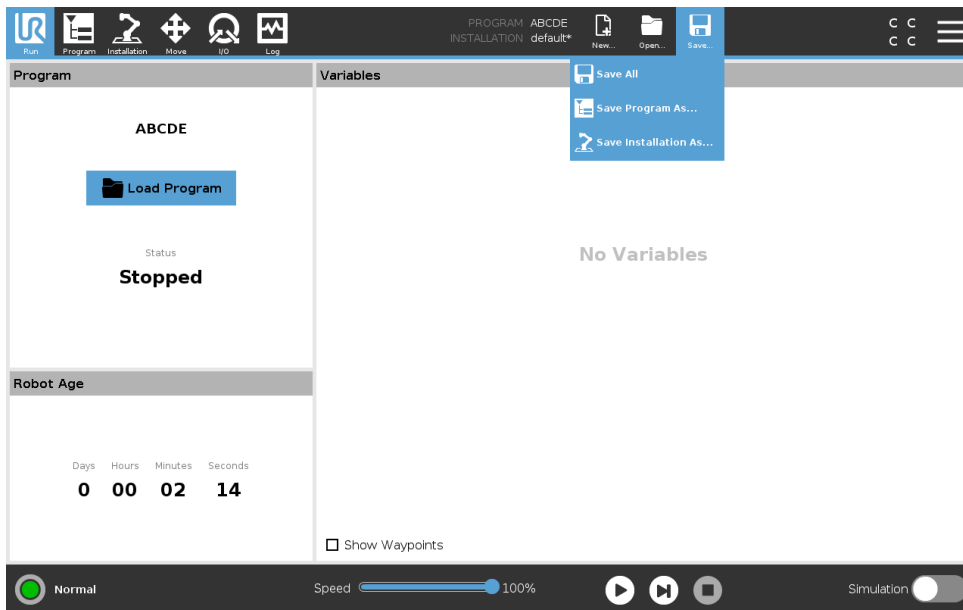 PROGRAM ABCDE
INSTALLATION default*
UR
Run
Program
Installation
Move
I/O
Log
New...
Open...
Save...
C C
C C
Save All
Save Program As...
Save Installation As...
Program
ABCDE
Load Program
Status
Stopped
Variables
No Variables
Show Waypoints
Robot Age
Days Hours Minutes Seconds
0 00 02 14
Normal
Speed 100%
Simulation